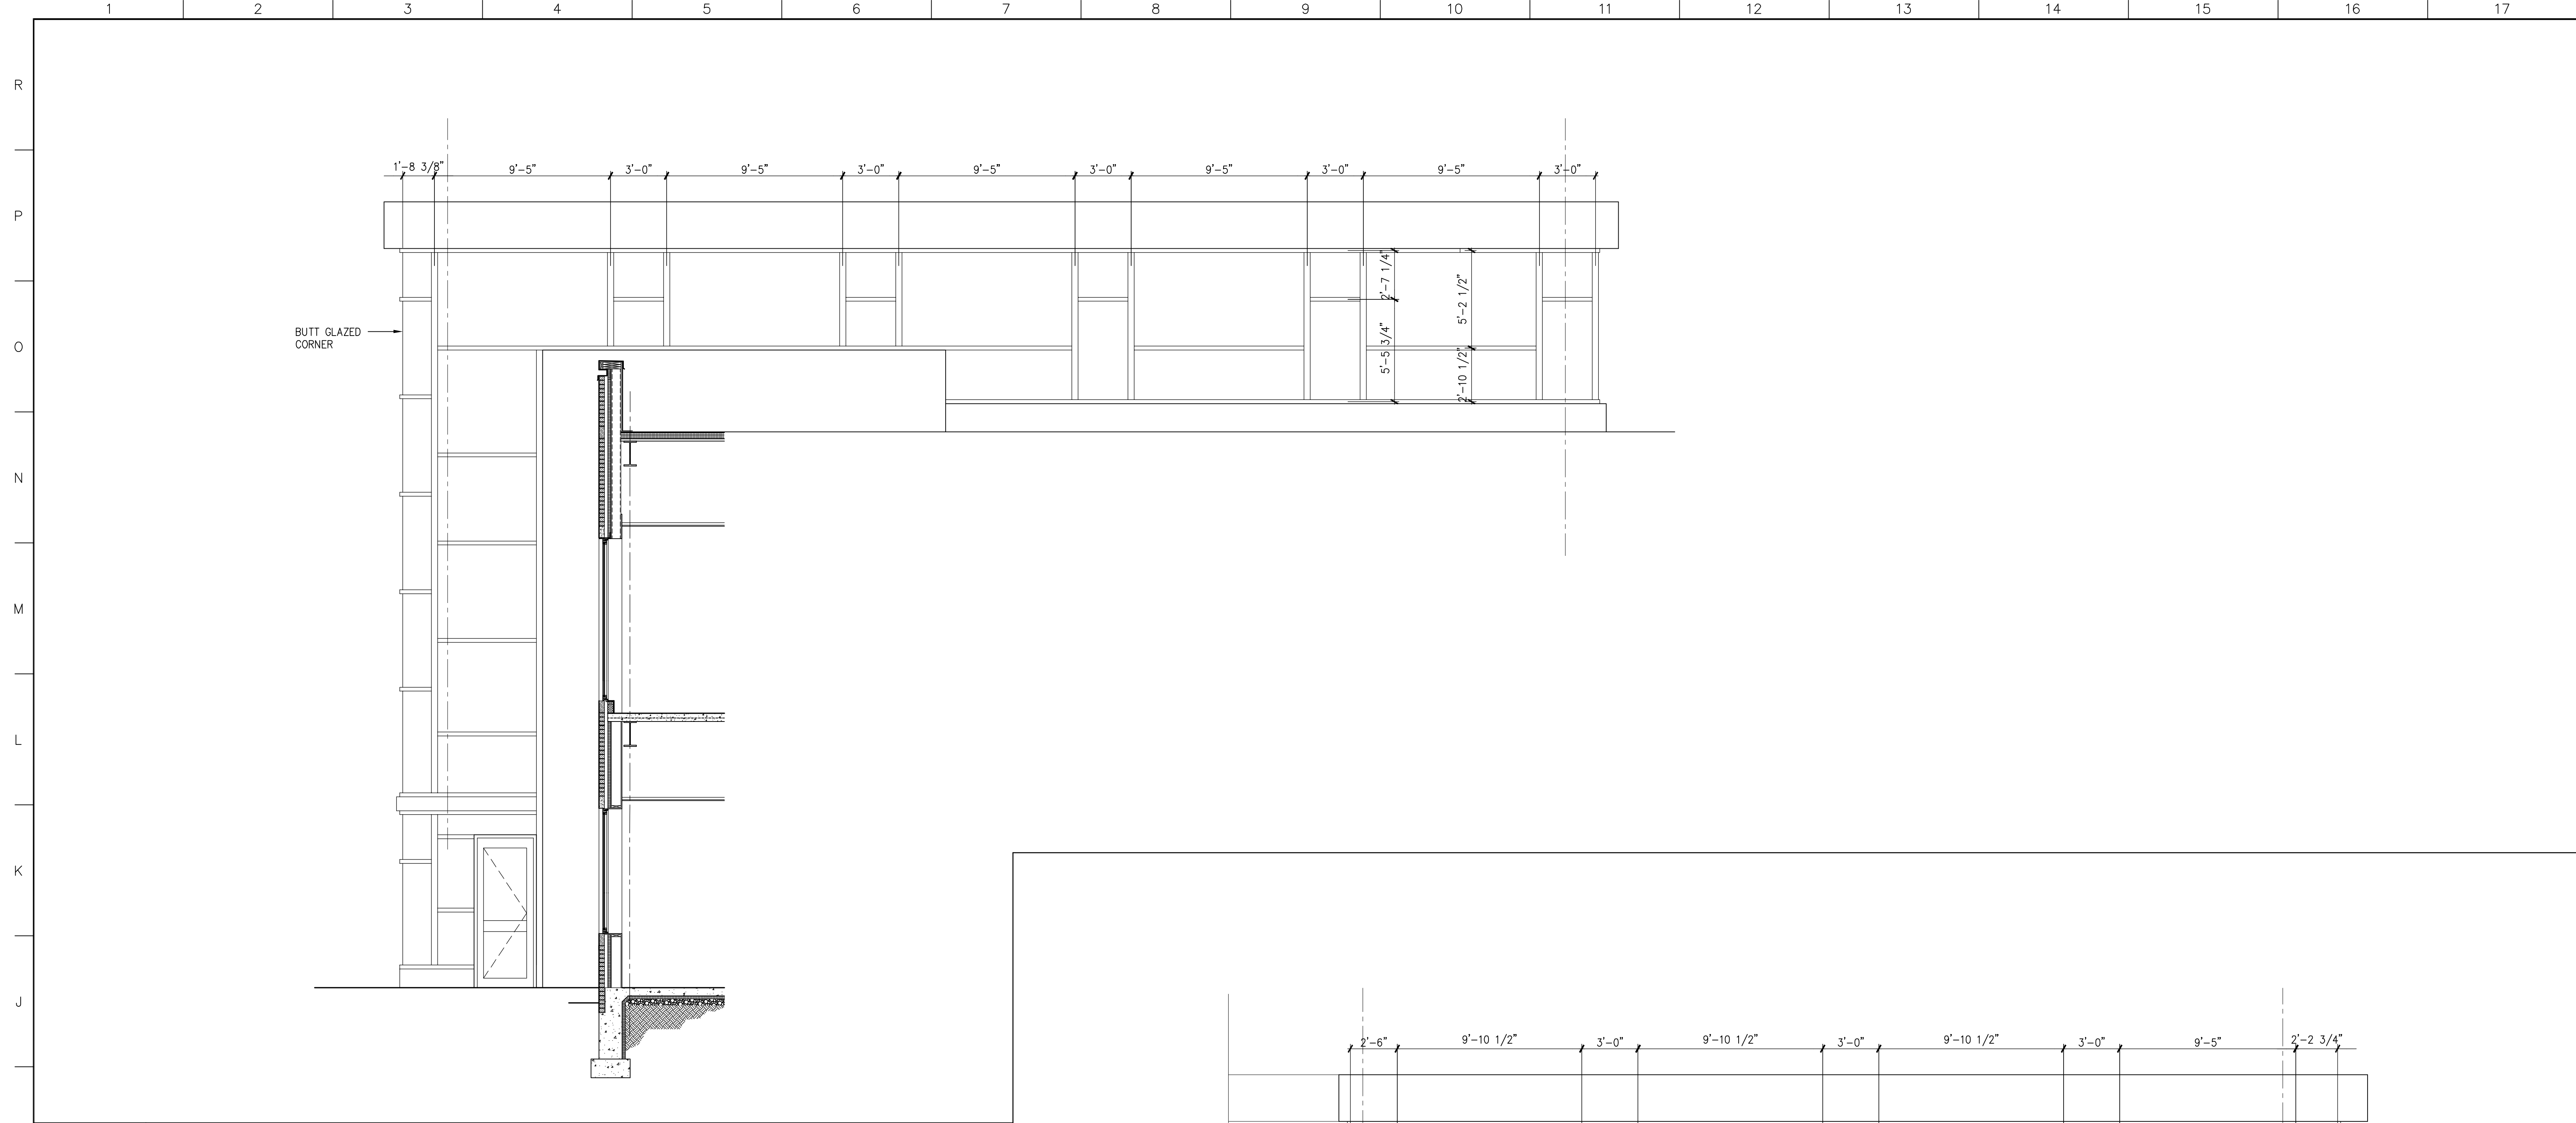 1 2 3 4 5 6 7 8 9 10 11 12 13 14 15 16 17
R
1'-8 3/8" 9'-5" 3'-0" 9'-5" 3'-0" 9'-5" 3'-0" 9'-5" 3'-0" 9'-5" 3'-0"
P
2'-7 1/4"
5'-2 1/2"
BUTT GLAZED
CORNER
O
5'-5 3/4"
2'-10 1/2"
N
M
L
K
J
2'-6" 9'-10 1/2" 3'-0" 9'-10 1/2" 3'-0" 9'-10 1/2" 3'-0" 9'-5" 2'-2 3/4"